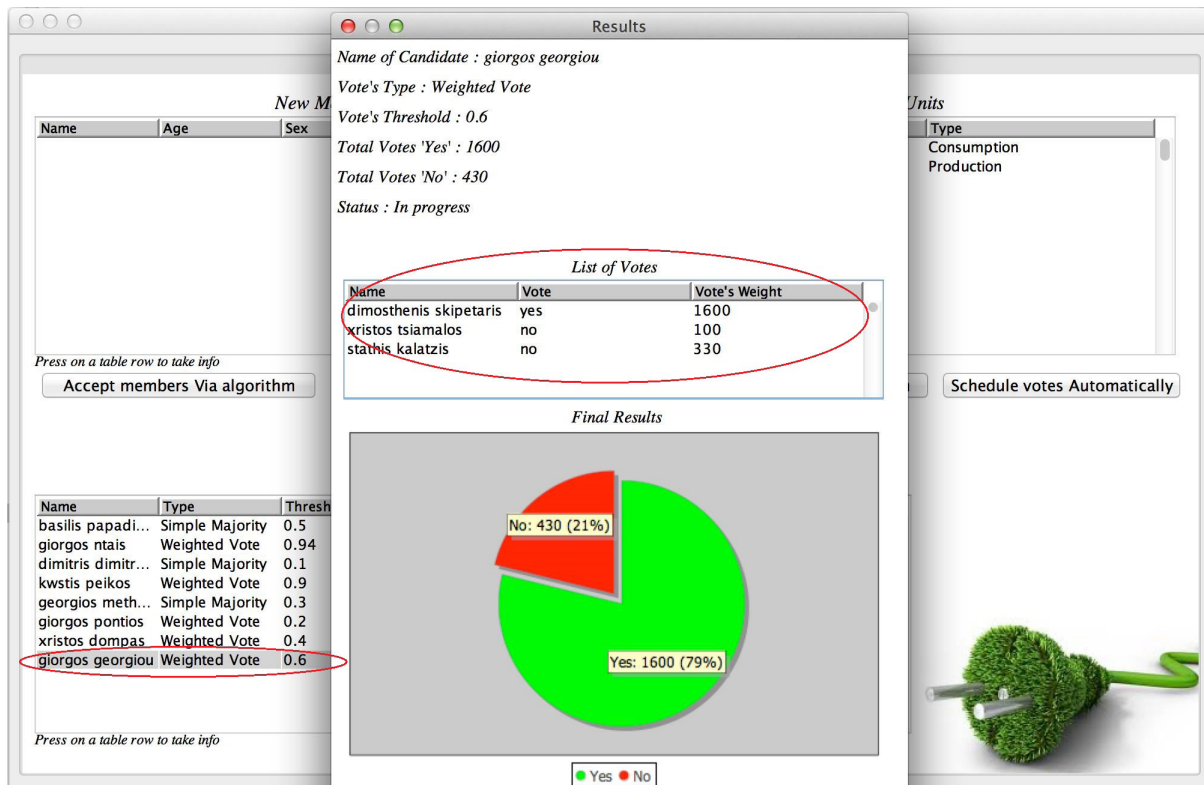 Results
Name of Candidate : giorgos georgiou
Vote's Type : Weighted Vote
Vote's Threshold : 0.6
Total Votes 'Yes' : 1600
Total Votes 'No' : 430
Status : In progress
List of Votes
Name Vote Vote's Weight
dimosthenis skipetaris yes 1600
xristos tsiamalos no 100
stathis kalatzis no 330
Final Results
No: 430 (21%)
Yes: 1600 (79%)
Yes No
New M
Name Age Sex
Press on a table row to take info
Accept members Via algorithm
Units
Type
Consumption
Production
Schedule votes Automatically
Name Type Thresh
basilis papadi... Simple Majority 0.5
giorgos ntais Weighted Vote 0.94
dimitris dimitr... Simple Majority 0.1
kwstis peikos Weighted Vote 0.9
georgios meth... Simple Majority 0.3
giorgos pontios Weighted Vote 0.2
xristos dompas Weighted Vote 0.4
giorgos georgiou Weighted Vote 0.6
Press on a table row to take info